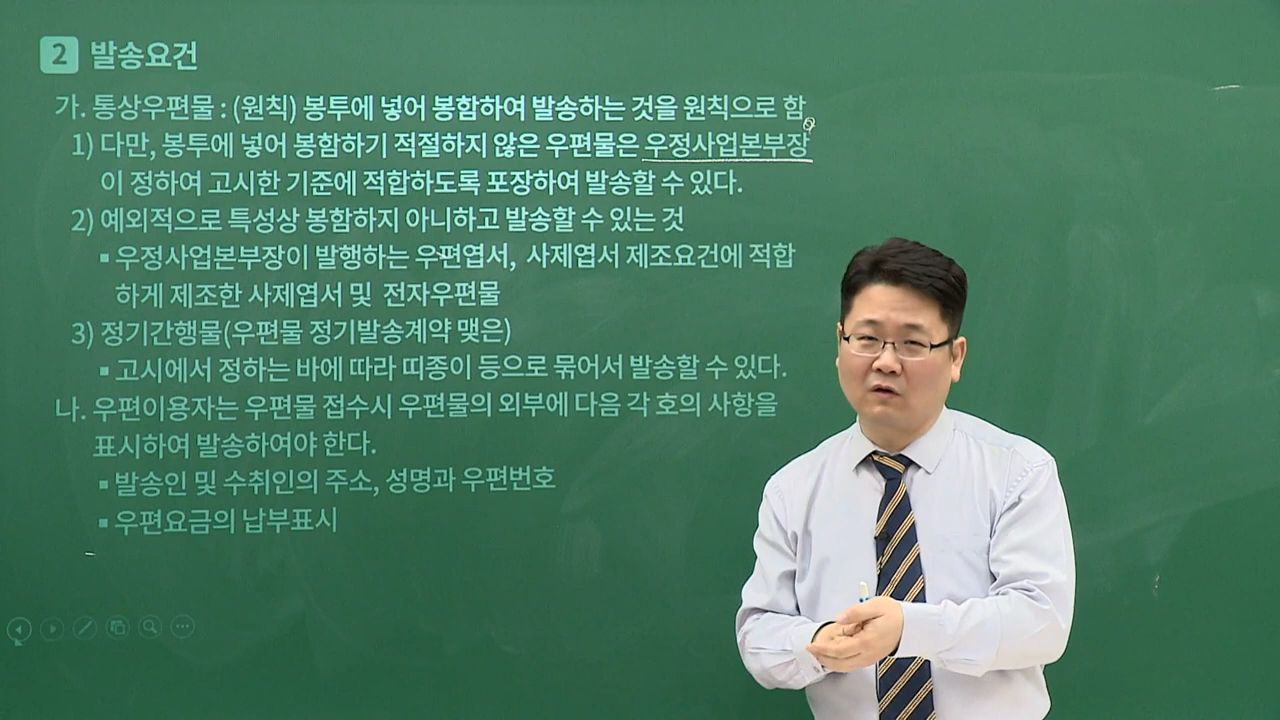 2 발송요건
가. 통상우편물 : (원칙) 봉투에 넣어 봉함하여 발송하는 것을 원칙으로 함
1) 다만, 봉투에 넣어 봉함하기 적절하지 않은 우편물은 우정사업본부장
이 정하여 고시한 기준에 적합하도록 포장하여 발송할 수 있다.
2) 예외적으로 특성상 봉함하지 아니하고 발송할 수 있는 것
▪ 우정사업본부장이 발행하는 우편엽서, 사제엽서 제조요건에 적합
하게 제조한 사제엽서 및 전자우편물
3) 정기간행물(우편물 정기발송계약 맺은)
▪ 고시에서 정하는 바에 따라 띠종이 등으로 묶어서 발송할 수 있다.
나. 우편이용자는 우편물 접수시 우편물의 외부에 다음 각 호의 사항을
표시하여 발송하여야 한다.
▪ 발송인 및 수취인의 주소, 성명과 우편번호
▪ 우편요금의 납부표시